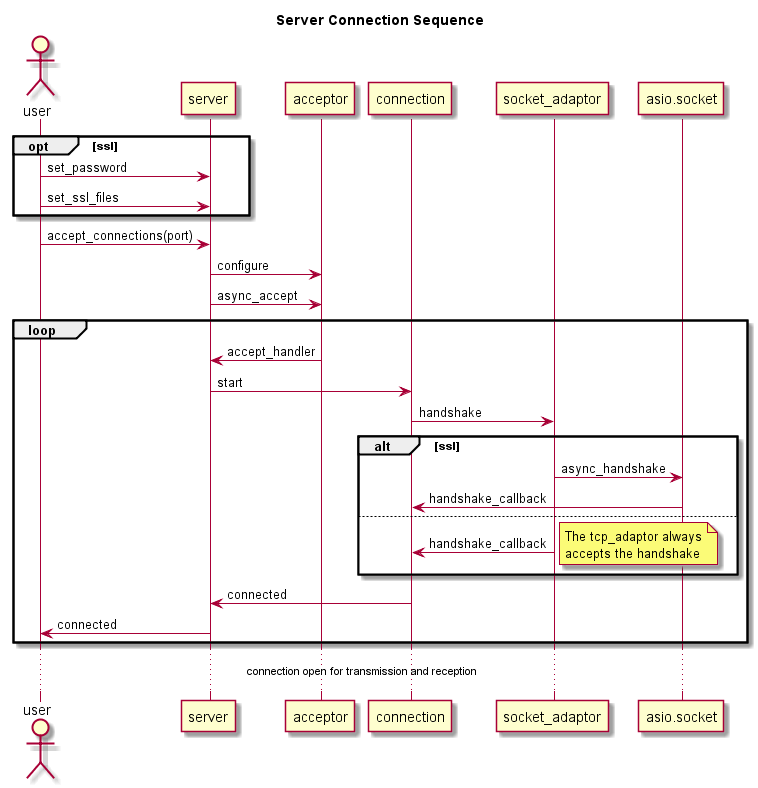 Server Connection Sequence
user
server
acceptor
connection
socket_adaptor
asio.socket
opt
[ssl]
set_password
set_ssl_files
accept_connections(port)
configure
async_accept
loop
accept_handler
start
handshake
alt
[ssl]
async_handshake
handshake_callback
handshake_callback
The tcp_adaptor always
accepts the handshake
connected
connected
connection open for transmission and reception
user
server
acceptor
connection
socket_adaptor
asio.socket